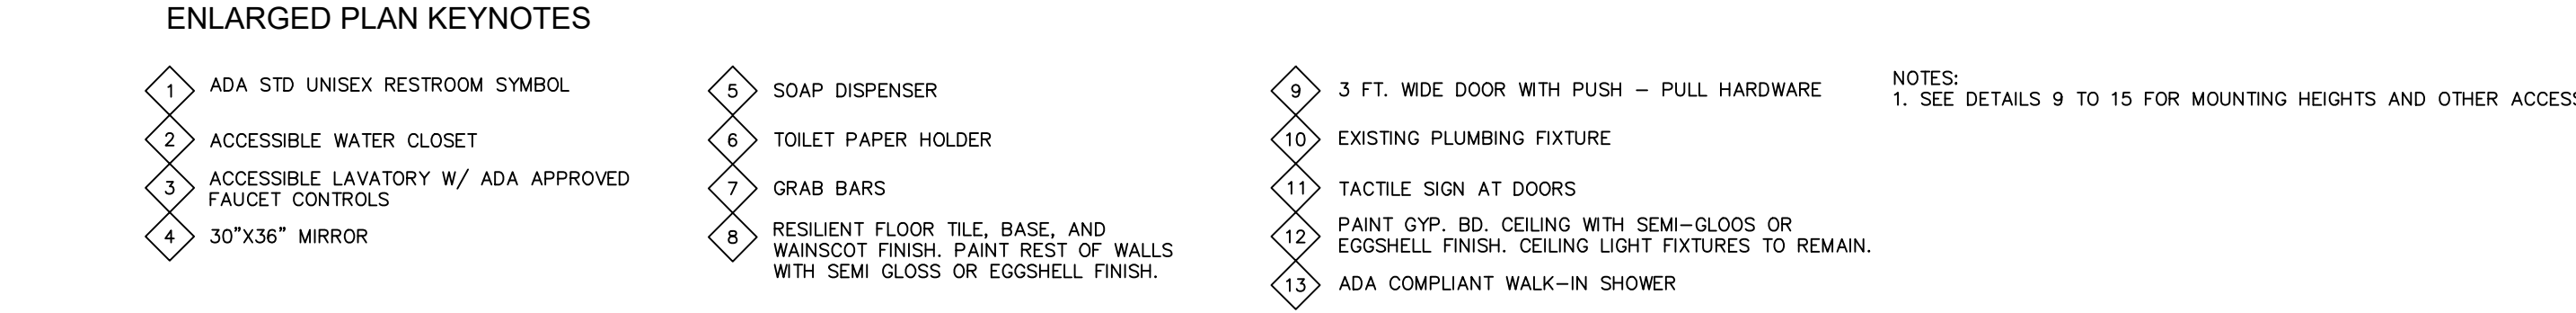 ENLARGED PLAN KEYNOTES
1 ADA STD UNISEX RESTROOM SYMBOL
2 ACCESSIBLE WATER CLOSET
3 ACCESSIBLE LAVATORY W/ ADA APPROVED
FAUCET CONTROLS
4 30"X36" MIRROR
5 SOAP DISPENSER
6 TOILET PAPER HOLDER
7 GRAB BARS
8 RESILIENT FLOOR TILE, BASE, AND
WAINSCOT FINISH. PAINT REST OF WALLS
WITH SEMI GLOSS OR EGGSHELL FINISH.
9 3 FT. WIDE DOOR WITH PUSH – PULL HARDWARE
10 EXISTING PLUMBING FIXTURE
11 TACTILE SIGN AT DOORS
12 PAINT GYP. BD. CEILING WITH SEMI–GLOOS OR
EGGSHELL FINISH. CEILING LIGHT FIXTURES TO REMAIN.
13 ADA COMPLIANT WALK–IN SHOWER
NOTES:
1. SEE DETAILS 9 TO 15 FOR MOUNTING HEIGHTS AND OTHER